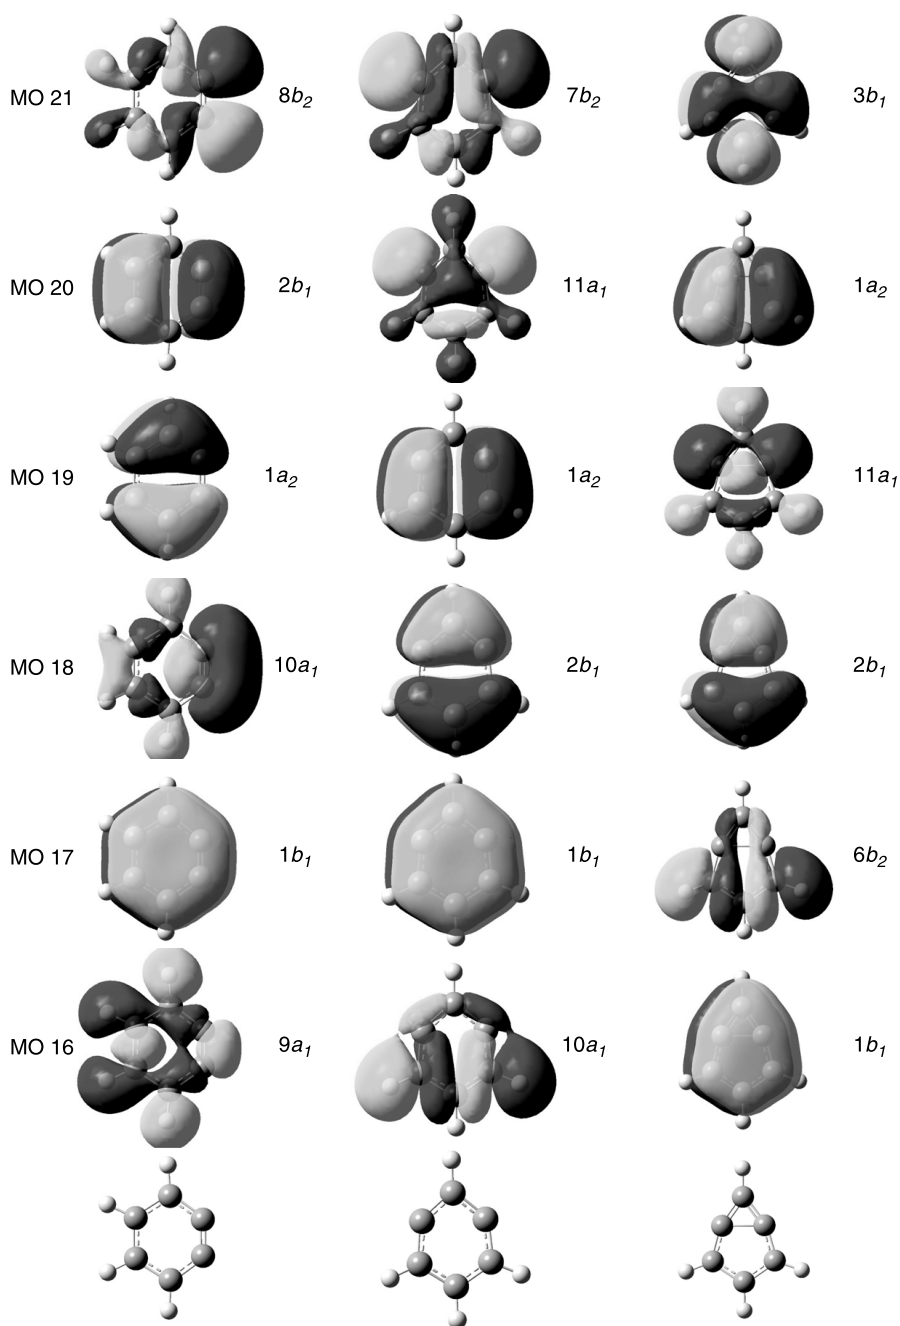 MO 21 8b₂ 7b₂ 3b₁
MO 20 2b₁ 11a₁ 1a₂
MO 19 1a₂ 1a₂ 11a₁
MO 18 10a₁ 2b₁ 2b₁
MO 17 1b₁ 1b₁ 6b₂
MO 16 9a₁ 10a₁ 1b₁